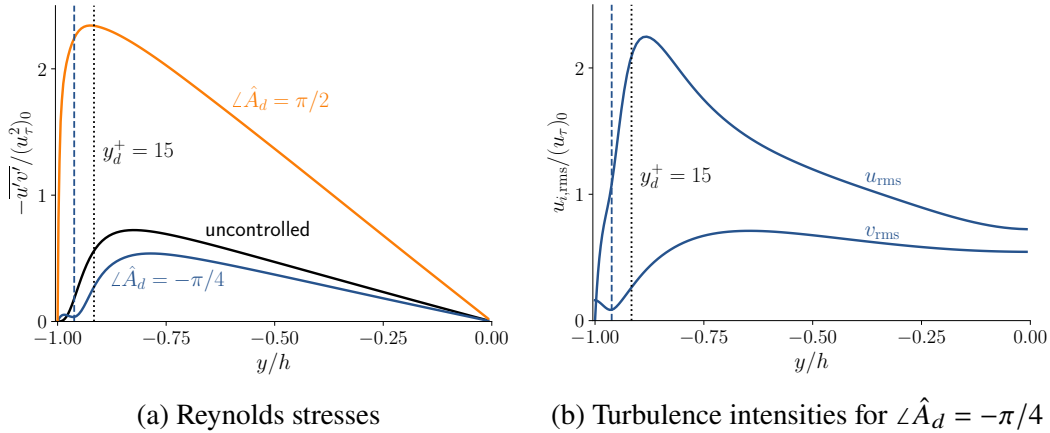 2
1
0
−1.00
−0.75
−0.50
−0.25
0.00
y/h
−u′v′/(u²τ)₀
∠Â_d = π/2
y_d⁺ = 15
uncontrolled
∠Â_d = −π/4
(a) Reynolds stresses
2
1
0
−1.00
−0.75
−0.50
−0.25
0.00
y/h
u_{i,rms}/(u_τ)₀
y_d⁺ = 15
u_rms
v_rms
(b) Turbulence intensities for ∠Â_d = −π/4